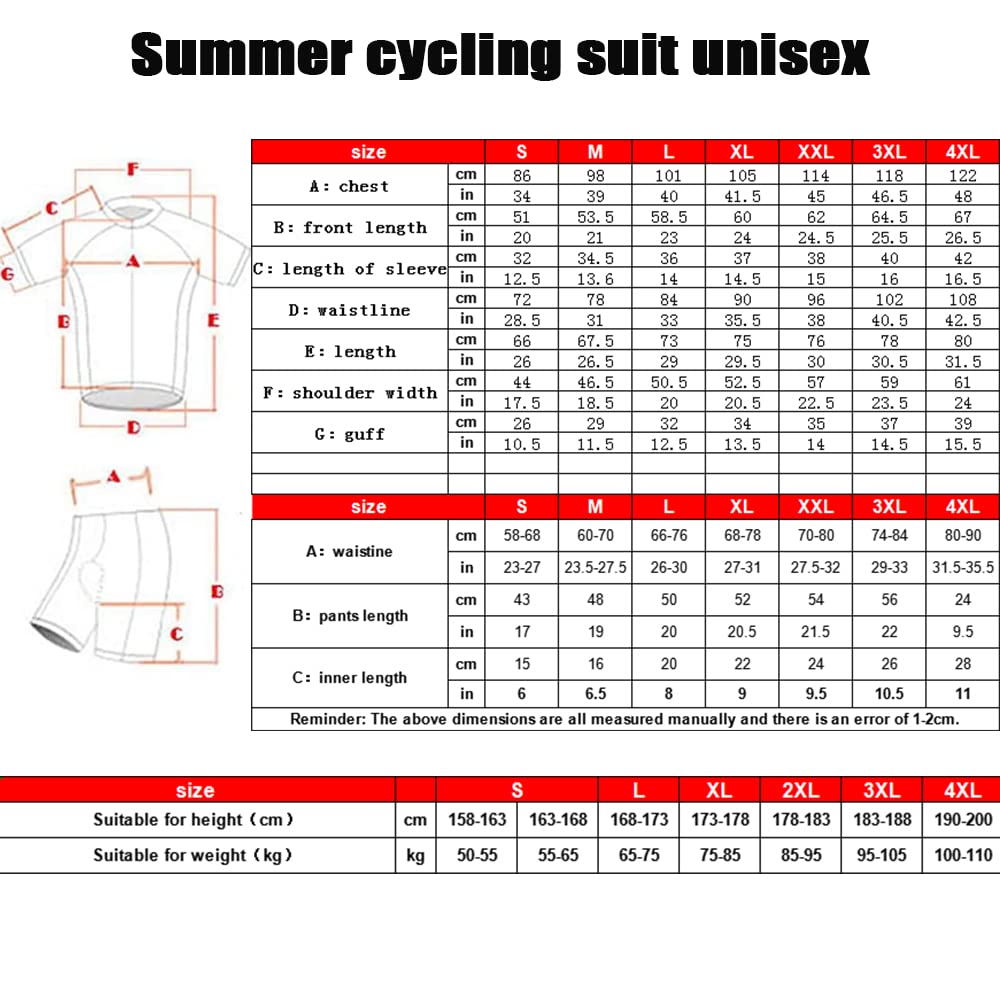 Summer cycling suit unisex
F
C
G
A
B
E
D
size S M L XL XXL 3XL 4XL
A: chest cm 86 98 101 105 114 118 122
in 34 39 40 41.5 45 46.5 48
B: front length cm 51 53.5 58.5 60 62 64.5 67
in 20 21 23 24 24.5 25.5 26.5
C: length of sleeve cm 32 34.5 36 37 38 40 42
in 12.5 13.6 14 14.5 15 16 16.5
D: waistline cm 72 78 84 90 96 102 108
in 28.5 31 33 35.5 38 40.5 42.5
E: length cm 66 67.5 73 75 76 78 80
in 26 26.5 29 29.5 30 30.5 31.5
F: shoulder width cm 44 46.5 50.5 52.5 57 59 61
in 17.5 18.5 20 20.5 22.5 23.5 24
G: guff cm 26 29 32 34 35 37 39
in 10.5 11.5 12.5 13.5 14 14.5 15.5
A
B
C
size S M L XL XXL 3XL 4XL
A: waistine cm 58-68 60-70 66-76 68-78 70-80 74-84 80-90
in 23-27 23.5-27.5 26-30 27-31 27.5-32 29-33 31.5-35.5
B: pants length cm 43 48 50 52 54 56 24
in 17 19 20 20.5 21.5 22 9.5
C: inner length cm 15 16 20 22 24 26 28
in 6 6.5 8 9 9.5 10.5 11
Reminder: The above dimensions are all measured manually and there is an error of 1-2cm.
size S L XL 2XL 3XL 4XL
Suitable for height（cm） cm 158-163 163-168 168-173 173-178 178-183 183-188 190-200
Suitable for weight（kg） kg 50-55 55-65 65-75 75-85 85-95 95-105 100-110